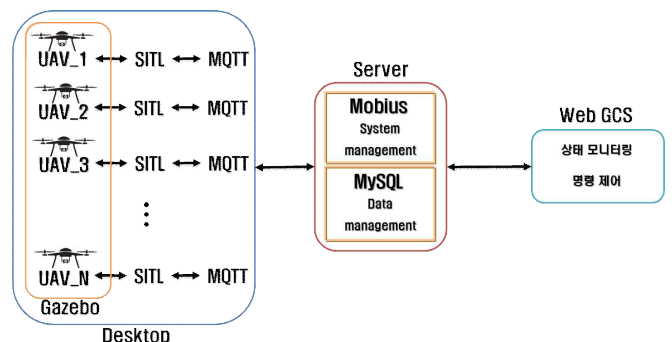 UAV_1 SITL MQTT
UAV_2 SITL MQTT
UAV_3 SITL MQTT
UAV_N SITL MQTT
Gazebo
Desktop
Server
Mobius
System
management
MySQL
Data
management
Web GCS
상태 모니터링
명령 제어